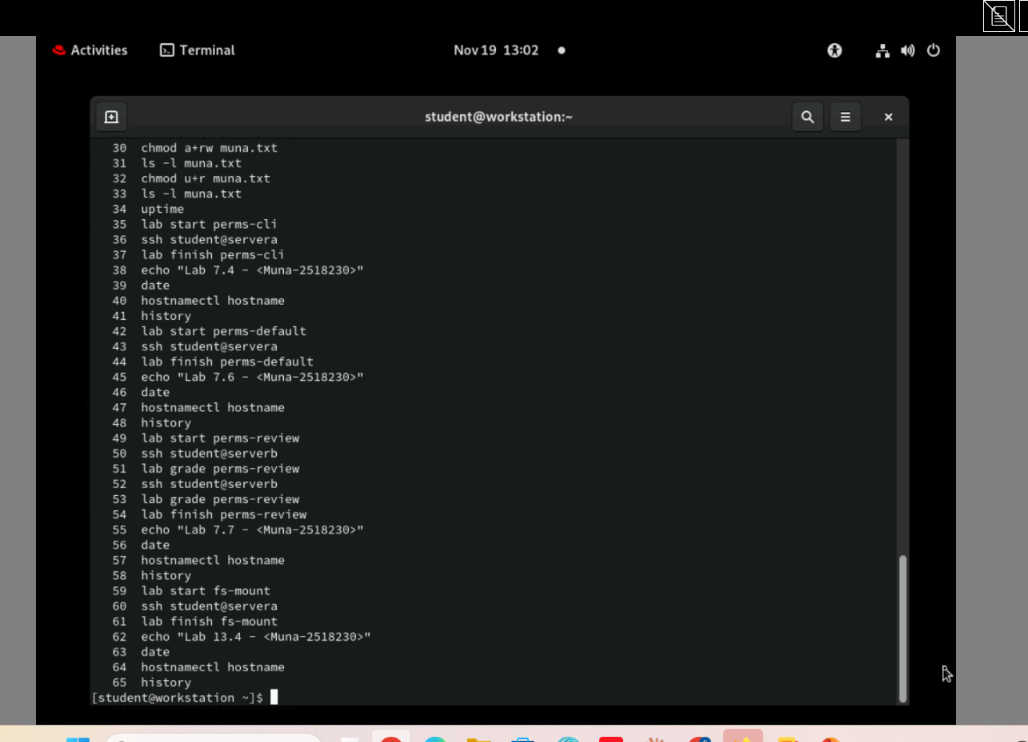 Activities Terminal Nov 19 13:02
student@workstation:~
30 chmod a+rw muna.txt
31 ls -l muna.txt
32 chmod u+r muna.txt
33 ls -l muna.txt
34 uptime
35 lab start perms-cli
36 ssh student@servera
37 lab finish perms-cli
38 echo "Lab 7.4 - <Muna-2518230>"
39 date
40 hostnamectl hostname
41 history
42 lab start perms-default
43 ssh student@servera
44 lab finish perms-default
45 echo "Lab 7.6 - <Muna-2518230>"
46 date
47 hostnamectl hostname
48 history
49 lab start perms-review
50 ssh student@serverb
51 lab grade perms-review
52 ssh student@serverb
53 lab grade perms-review
54 lab finish perms-review
55 echo "Lab 7.7 - <Muna-2518230>"
56 date
57 hostnamectl hostname
58 history
59 lab start fs-mount
60 ssh student@servera
61 lab finish fs-mount
62 echo "Lab 13.4 - <Muna-2518230>"
63 date
64 hostnamectl hostname
65 history
[student@workstation ~]$